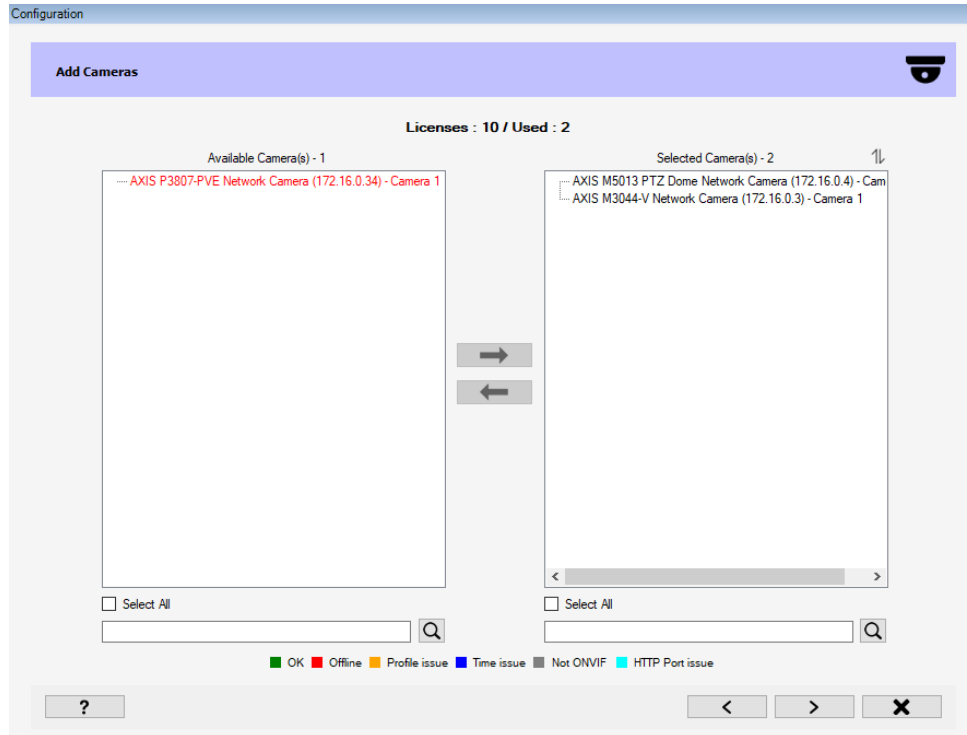 Configuration
Add Cameras
Licenses : 10 / Used : 2
Available Camera(s) - 1
Selected Camera(s) - 2
AXIS P3807-PVE Network Camera (172.16.0.34) - Camera 1
AXIS M5013 PTZ Dome Network Camera (172.16.0.4) - Cam
AXIS M3044-V Network Camera (172.16.0.3) - Camera 1
Select All
Select All
OK Offline Profile issue Time issue Not ONVIF HTTP Port issue
?